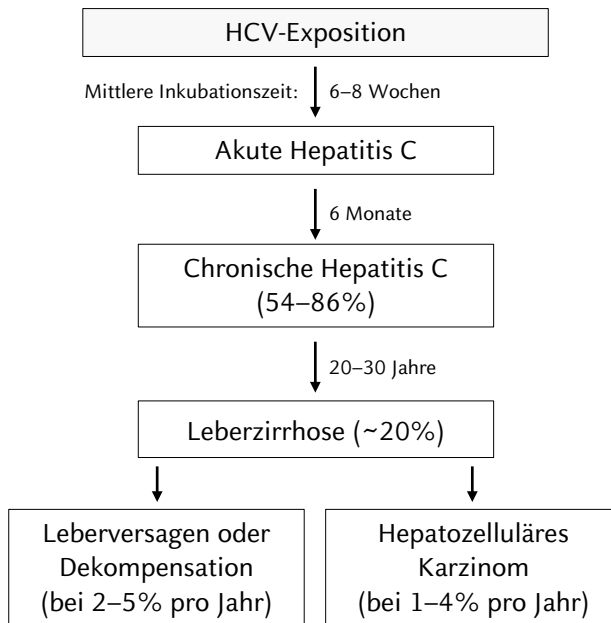 HCV-Exposition
Mittlere Inkubationszeit: 6–8 Wochen
Akute Hepatitis C
6 Monate
Chronische Hepatitis C
(54–86%)
20–30 Jahre
Leberzirrhose (~20%)
Leberversagen oder
Dekompensation
(bei 2–5% pro Jahr)
Hepatozelluläres
Karzinom
(bei 1–4% pro Jahr)